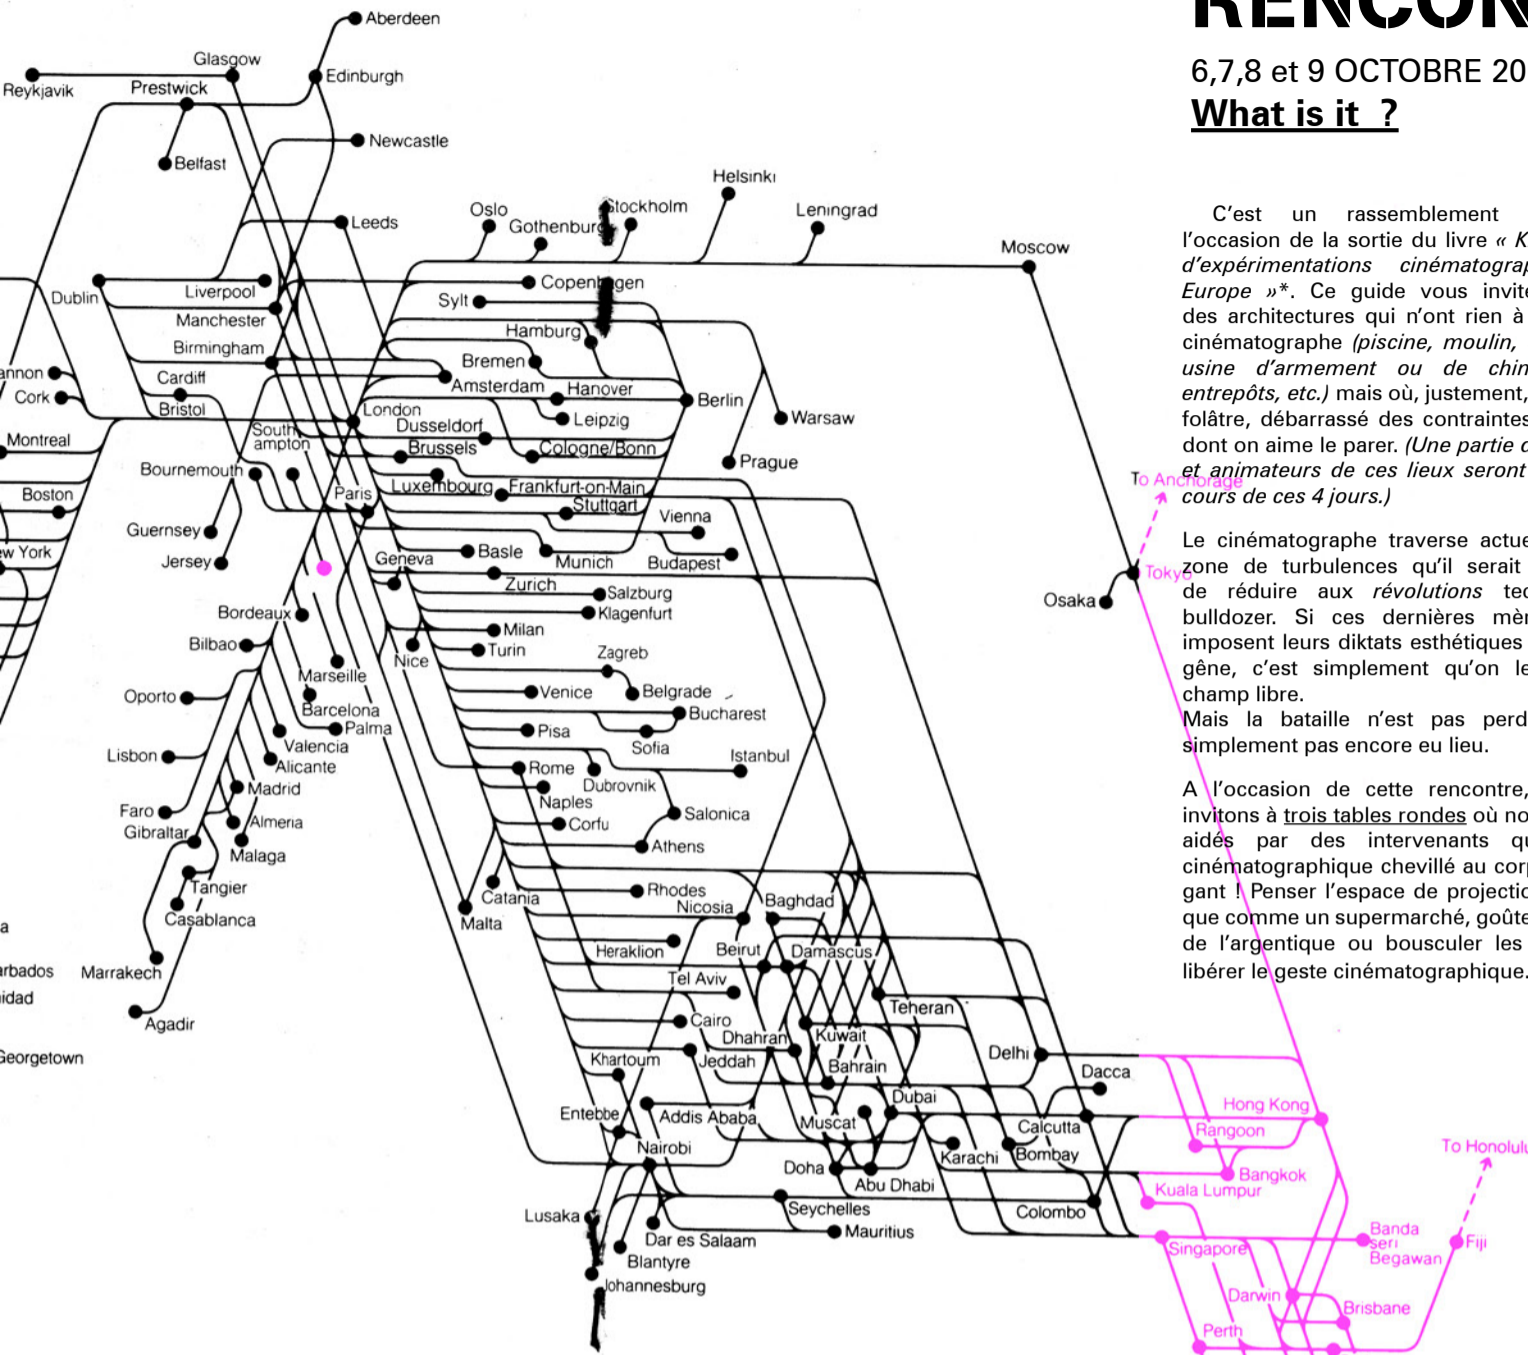 Aberdeen
Glasgow
Edinburgh
Reykjavik
Prestwick
Newcastle
Belfast
Leeds
Helsinki
Oslo
Stockholm
Leningrad
Gothenburg
Moscow
Copenhagen
Dublin
Liverpool
Sylt
Manchester
Hamburg
Birmingham
Bremen
Cardiff
Amsterdam
Hanover
Cork
Bristol
London
Berlin
Leipzig
Warsaw
South
ampton
Dusseldorf
Montreal
Brussels
Cologne/Bonn
Prague
Bournemouth
Luxembourg
Frankfurt-on-Main
Boston
Paris
Stuttgart
Vienna
Guernsey
ew York
Basle
Munich
Budapest
Jersey
Geneva
Zurich
Salzburg
Bordeaux
Klagenfurt
Milan
Bilbao
Turin
Nice
Zagreb
Marseille
Oporto
Venice
Belgrade
Barcelona
Bucharest
Palma
Pisa
Valencia
Sofia
Lisbon
Alicante
Istanbul
Rome
Dubrovnik
Madrid
Naples
Faro
Almeria
Corfu
Salonica
Gibraltar
Malaga
Athens
Tangier
Rhodes
Catania
Casablanca
Malta
Nicosia
Baghdad
a
Heraklion
Beirut
Damascus
arbados
Marrakech
Tel Aviv
idad
Agadir
Teheran
Cairo
Dhahran
Kuwait
Georgetown
Khartoum
Jeddah
Delhi
Bahrain
Dacca
Dubai
Entebbe
Addis Ababa
Muscat
Calcutta
Nairobi
Karachi
Bombay
Doha
Abu Dhabi
Lusaka
Seychelles
Colombo
Dar es Salaam
Mauritius
Blantyre
Johannesburg
To Anchorage
Tokyo
Osaka
Hong Kong
Rangoon
To Honolulu
Bangkok
Kuala Lumpur
Singapore
Banda
seri
Begawan
Fiji
Darwin
Brisbane
Perth
RENCON
6,7,8 et 9 OCTOBRE 20
What is it ?
C'est un rassemblement
l'occasion de la sortie du livre « K
d'expérimentations cinématograp
Europe »*. Ce guide vous invite
des architectures qui n'ont rien à
cinématographe (piscine, moulin,
usine d'armement ou de chin
entrepôts, etc.) mais où, justement,
folâtre, débarrassé des contraintes
dont on aime le parer. (Une partie d
et animateurs de ces lieux seront
cours de ces 4 jours.)
Le cinématographe traverse actue
zone de turbulences qu'il serait
de réduire aux révolutions tec
bulldozer. Si ces dernières mèr
imposent leurs diktats esthétiques
gêne, c'est simplement qu'on le
champ libre.
Mais la bataille n'est pas perd
simplement pas encore eu lieu.
A l'occasion de cette rencontre,
invitons à trois tables rondes où no
aidés par des intervenants qu
cinématographique chevillé au corp
gant ! Penser l'espace de projectio
que comme un supermarché, goûte
de l'argentique ou bousculer les
libérer le geste cinématographique.